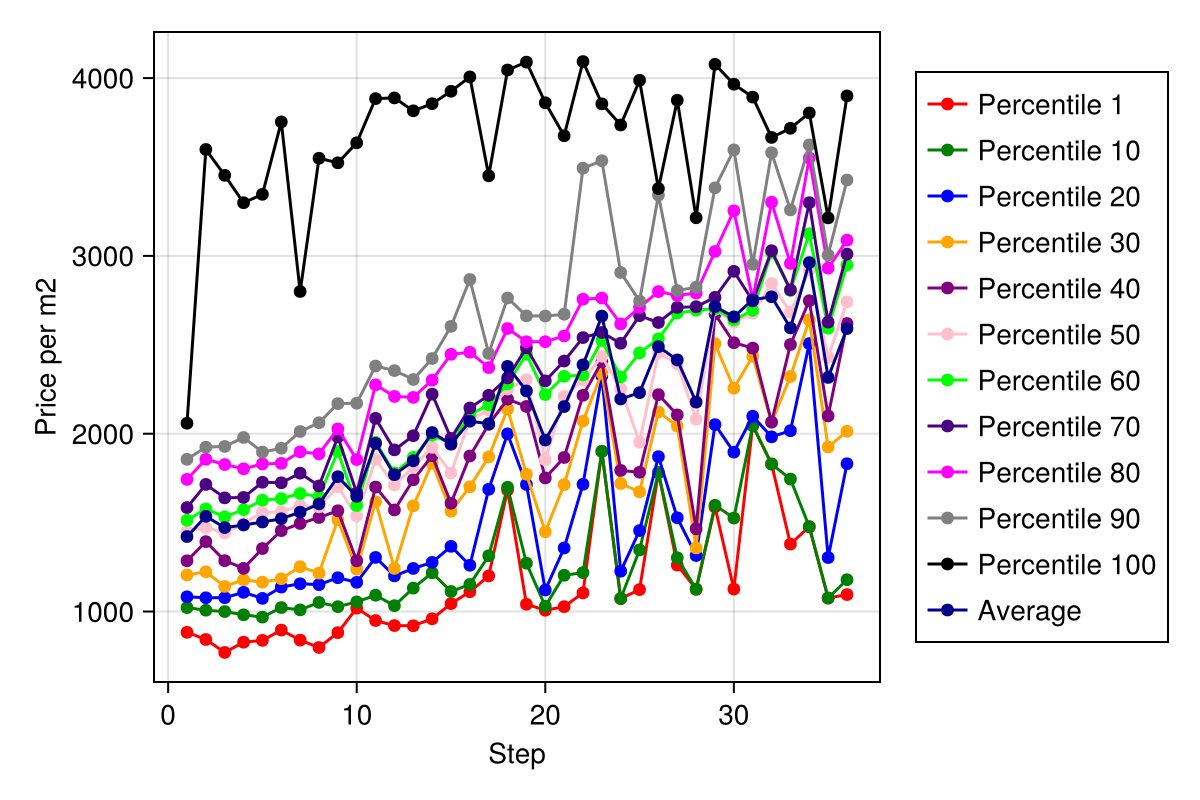 4000
3000
2000
1000
Price per m2
0 10 20 30
Step
Percentile 1
Percentile 10
Percentile 20
Percentile 30
Percentile 40
Percentile 50
Percentile 60
Percentile 70
Percentile 80
Percentile 90
Percentile 100
Average